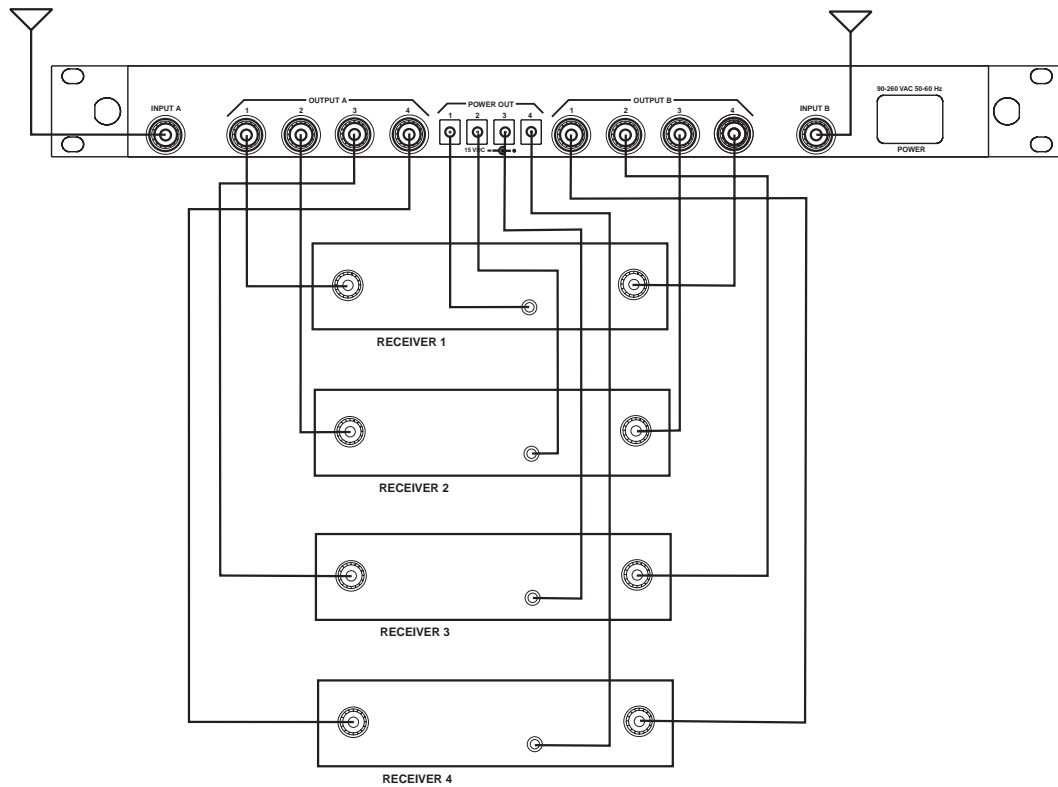 90-260 VAC 50-60 Hz
INPUT A
OUTPUT A
POWER OUT
OUTPUT B
INPUT B
1 2 3 4
1 2 3 4
1 2 3 4
15 VDC
POWER
RECEIVER 1
RECEIVER 2
RECEIVER 3
RECEIVER 4